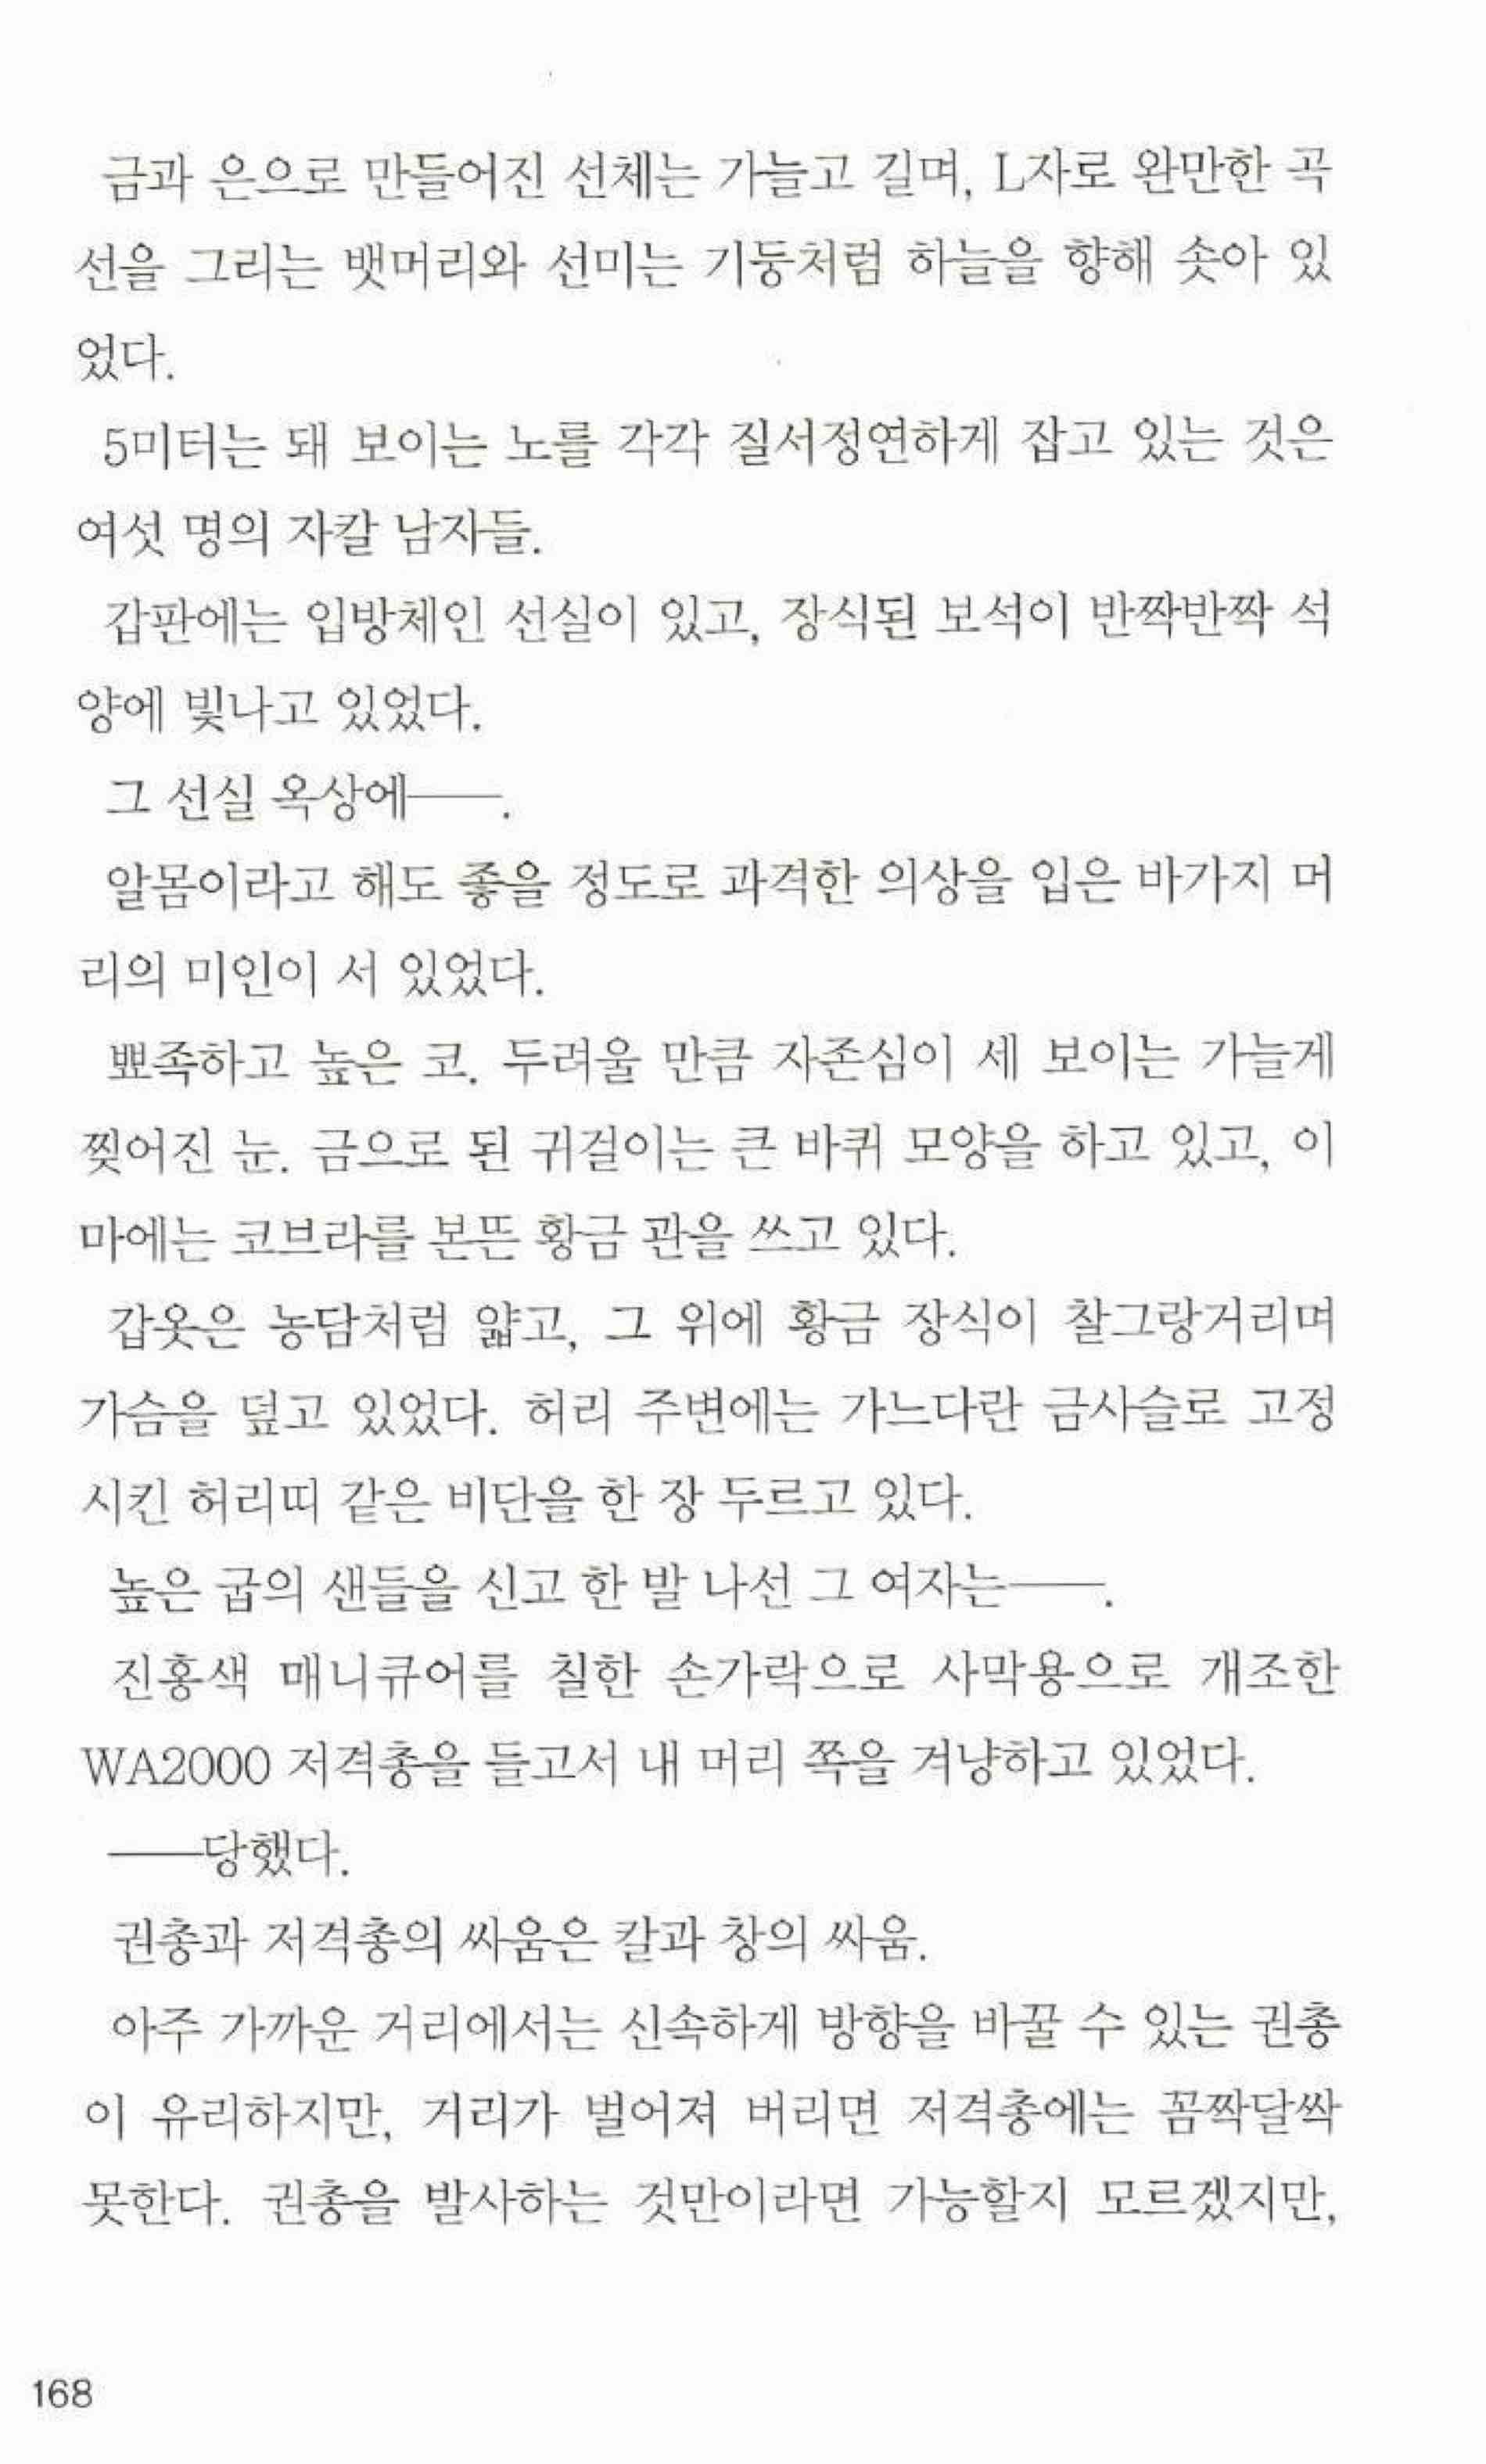 금과 은으로 만들어진 선체는 가늘고 길며, L자로 완만한 곡
선을 그리는 뱃머리와 선미는 기둥처럼 하늘을 향해 솟아 있
었다.
5미터는 돼 보이는 노를 각각 질서정연하게 잡고 있는 것은
여섯 명의 자칼 남자들.
갑판에는 입방체인 선실이 있고, 장식된 보석이 반짝반짝 석
양에 빛나고 있었다.
그 선실 옥상에――.
알몸이라고 해도 좋을 정도로 과격한 의상을 입은 바가지 머
리의 미인이 서 있었다.
뾰족하고 높은 코. 두려울 만큼 자존심이 세 보이는 가늘게
찢어진 눈. 금으로 된 귀걸이는 큰 바퀴 모양을 하고 있고, 이
마에는 코브라를 본뜬 황금 관을 쓰고 있다.
갑옷은 농담처럼 얇고, 그 위에 황금 장식이 찰그랑거리며
가슴을 덮고 있었다. 허리 주변에는 가느다란 금사슬로 고정
시킨 허리띠 같은 비단을 한 장 두르고 있다.
높은 굽의 샌들을 신고 한 발 나선 그 여자는――.
진홍색 매니큐어를 칠한 손가락으로 사막용으로 개조한
WA2000 저격총을 들고서 내 머리 쪽을 겨냥하고 있었다.
――당했다.
권총과 저격총의 싸움은 칼과 창의 싸움.
아주 가까운 거리에서는 신속하게 방향을 바꿀 수 있는 권총
이 유리하지만, 거리가 벌어져 버리면 저격총에는 꼼짝달싹
못한다. 권총을 발사하는 것만이라면 가능할지 모르겠지만,
168